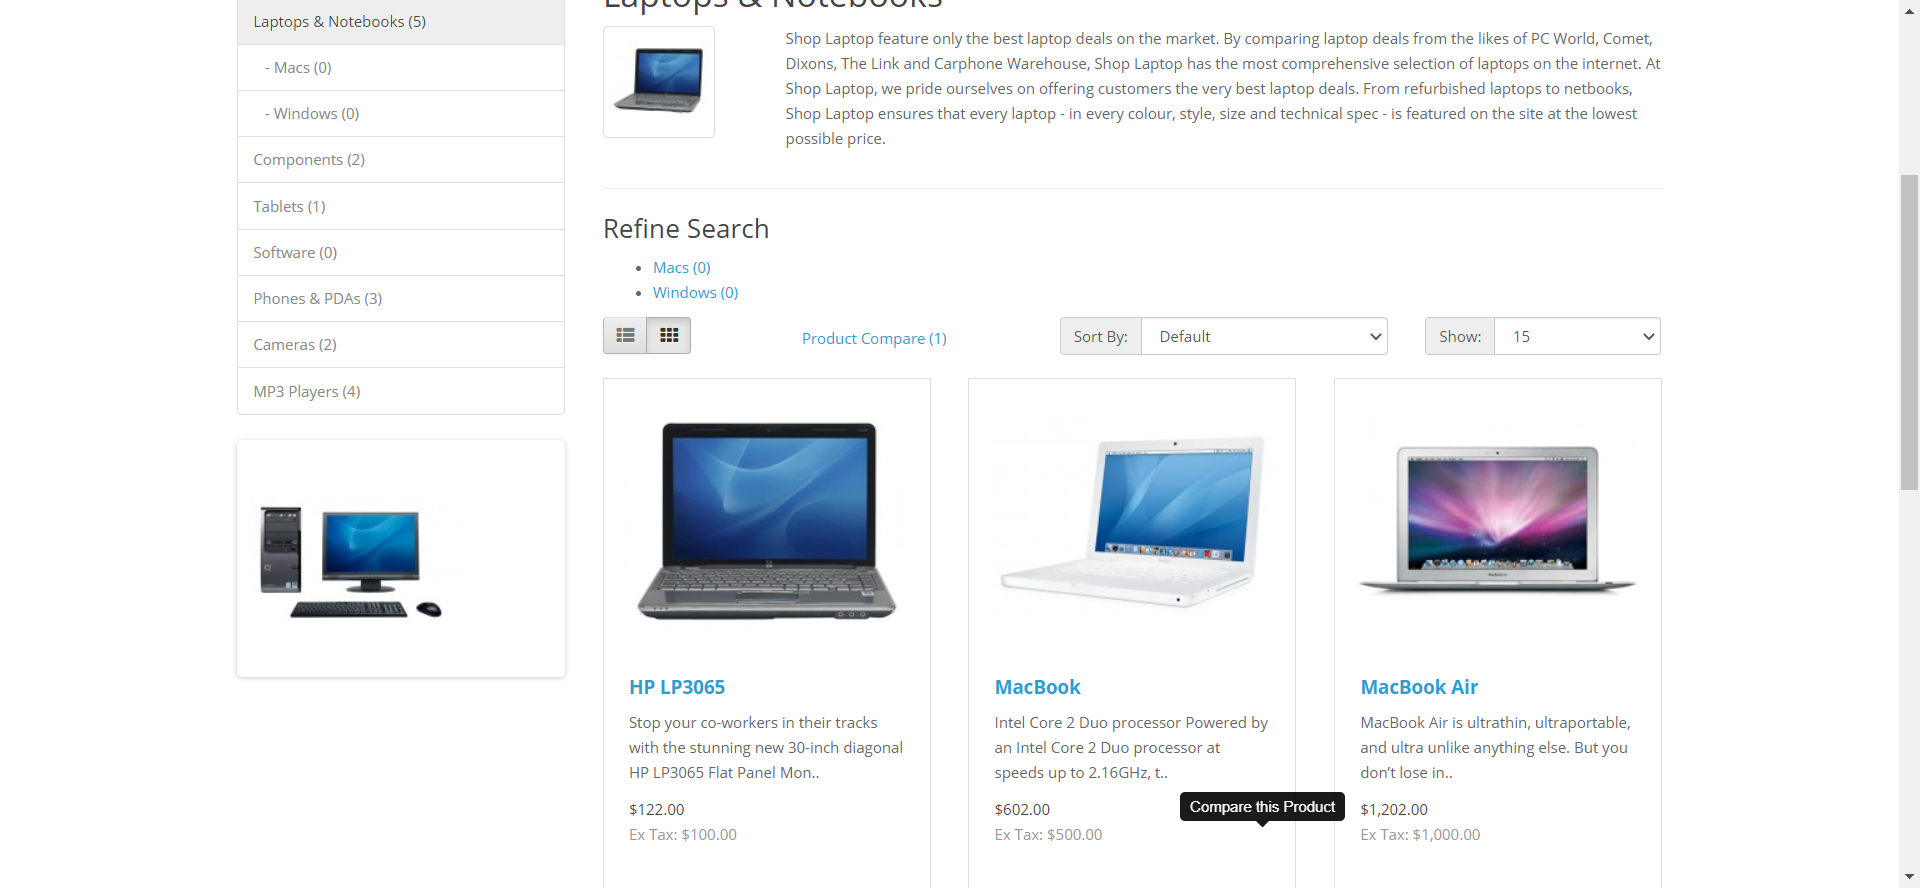 Laptops & Notebooks (5)
- Macs (0)
- Windows (0)
Components (2)
Tablets (1)
Software (0)
Phones & PDAs (3)
Cameras (2)
MP3 Players (4)
Laptops & Notebooks
Shop Laptop feature only the best laptop deals on the market. By comparing laptop deals from the likes of PC World, Comet,
Dixons, The Link and Carphone Warehouse, Shop Laptop has the most comprehensive selection of laptops on the internet. At
Shop Laptop, we pride ourselves on offering customers the very best laptop deals. From refurbished laptops to netbooks,
Shop Laptop ensures that every laptop - in every colour, style, size and technical spec - is featured on the site at the lowest
possible price.
Refine Search
Macs (0)
Windows (0)
Product Compare (1)
Sort By:
Default
Show:
15
HP LP3065
Stop your co-workers in their tracks
with the stunning new 30-inch diagonal
HP LP3065 Flat Panel Mon..
$122.00
Ex Tax: $100.00
MacBook
Intel Core 2 Duo processor Powered by
an Intel Core 2 Duo processor at
speeds up to 2.16GHz, t..
$602.00
Ex Tax: $500.00
Compare this Product
MacBook Air
MacBook Air is ultrathin, ultraportable,
and ultra unlike anything else. But you
don’t lose in..
$1,202.00
Ex Tax: $1,000.00